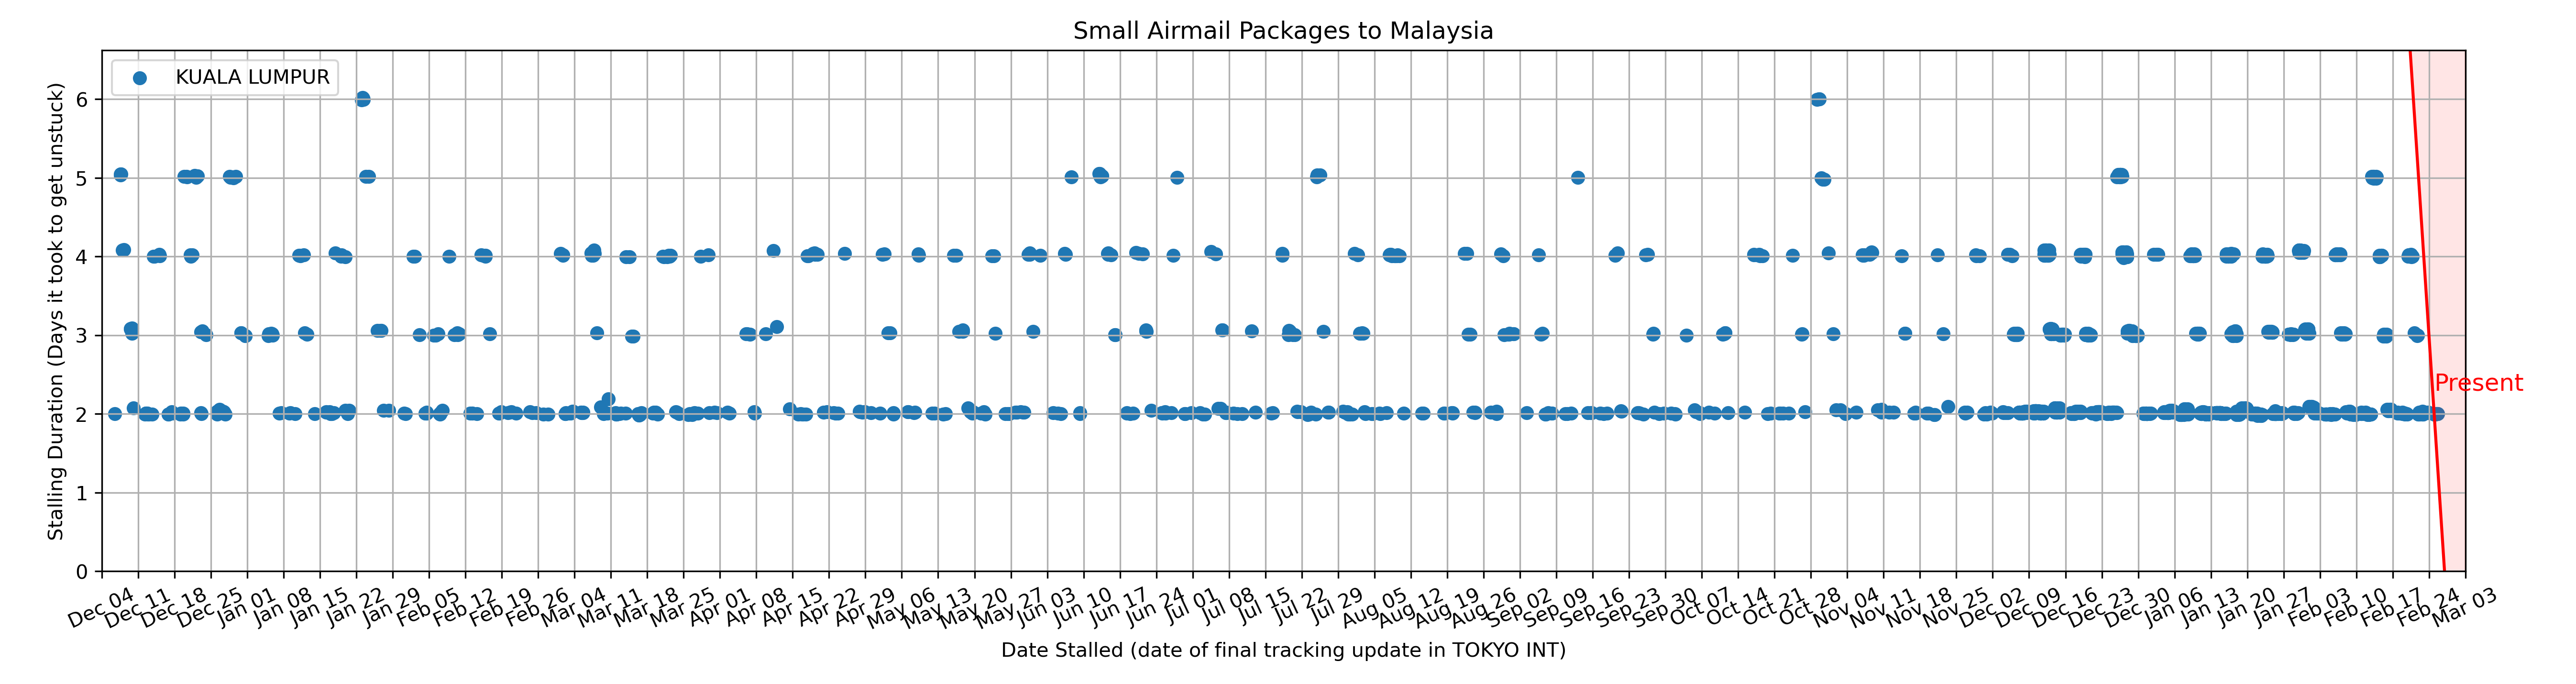 Small Airmail Packages to Malaysia
KUALA LUMPUR
Stalling Duration (Days it took to get unstuck)
6
5
4
3
2
1
0
Present
Dec 04
Dec 11
Dec 18
Dec 25
Jan 01
Jan 08
Jan 15
Jan 22
Jan 29
Feb 05
Feb 12
Feb 19
Feb 26
Mar 04
Mar 11
Mar 18
Mar 25
Apr 01
Apr 08
Apr 15
Apr 22
Apr 29
May 06
May 13
May 20
May 27
Jun 03
Jun 10
Jun 17
Jun 24
Jul 01
Jul 08
Jul 15
Jul 22
Jul 29
Aug 05
Aug 12
Aug 19
Aug 26
Sep 02
Sep 09
Sep 16
Sep 23
Sep 30
Oct 07
Oct 14
Oct 21
Oct 28
Nov 04
Nov 11
Nov 18
Nov 25
Dec 02
Dec 09
Dec 16
Dec 23
Dec 30
Jan 06
Jan 13
Jan 20
Jan 27
Feb 03
Feb 10
Feb 17
Feb 24
Mar 03
Date Stalled (date of final tracking update in TOKYO INT)